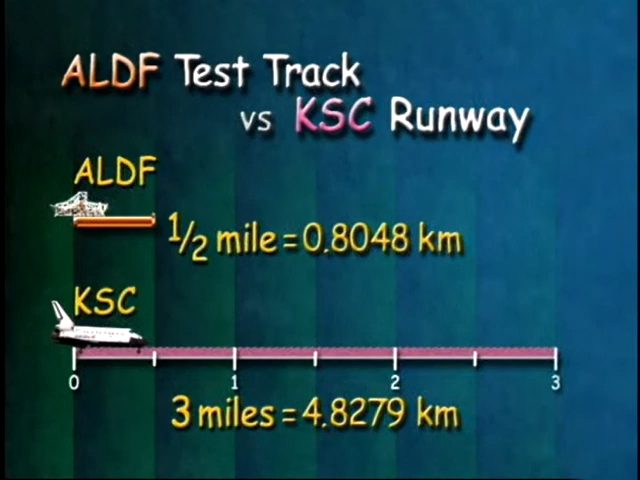 ALDF Test Track
vs KSC Runway
ALDF
1/2 mile = 0.8048 km
KSC
0 1 2 3
3 miles = 4.8279 km